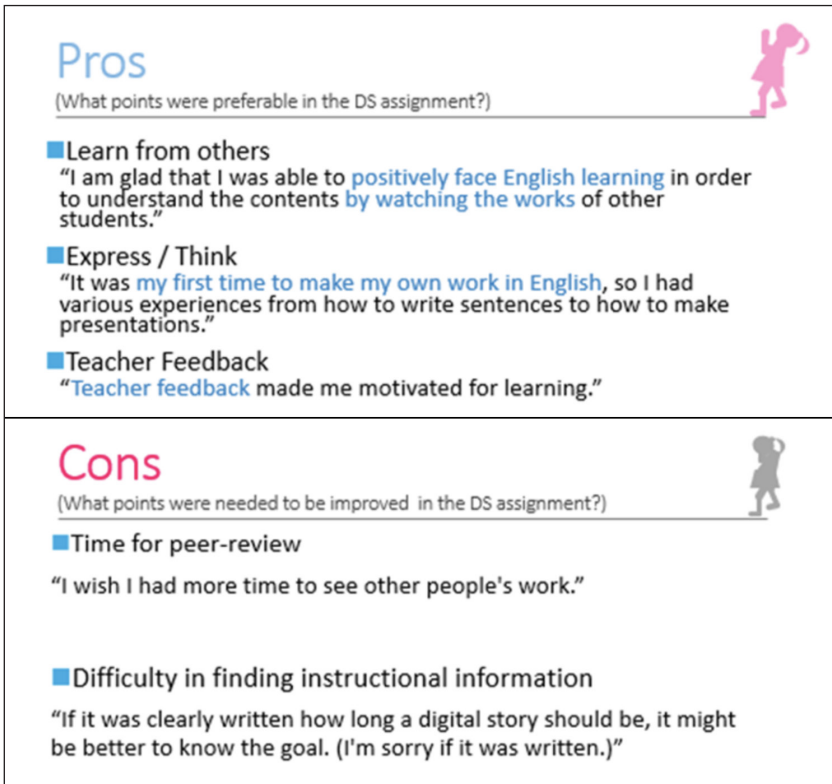 Pros
(What points were preferable in the DS assignment?)
Learn from others
“I am glad that I was able to positively face English learning in order
to understand the contents by watching the works of other
students.”
Express / Think
“It was my first time to make my own work in English, so I had
various experiences from how to write sentences to how to make
presentations.”
Teacher Feedback
“Teacher feedback made me motivated for learning.”
Cons
(What points were needed to be improved in the DS assignment?)
Time for peer-review
“I wish I had more time to see other people's work.”
Difficulty in finding instructional information
“If it was clearly written how long a digital story should be, it might
be better to know the goal. (I'm sorry if it was written.)”